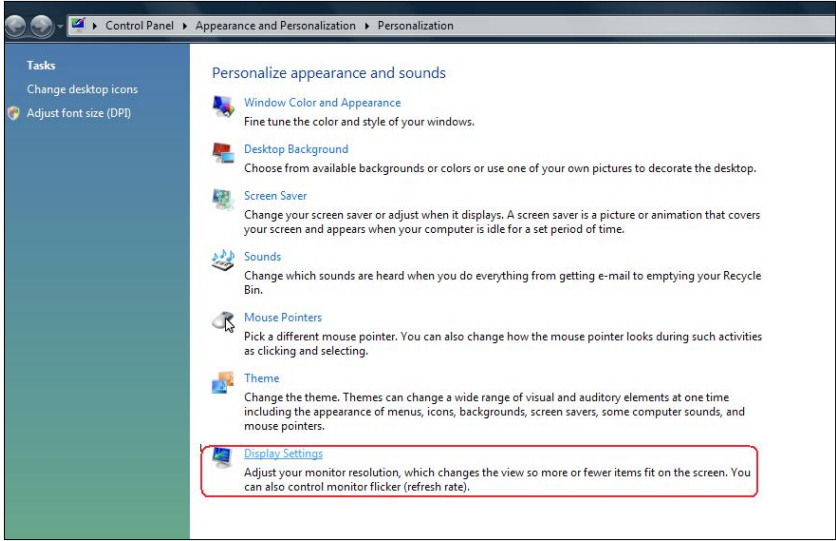 Control Panel ▸ Appearance and Personalization ▸ Personalization
Tasks
Change desktop icons
Adjust font size (DPI)
Personalize appearance and sounds
Window Color and Appearance
Fine tune the color and style of your windows.
Desktop Background
Choose from available backgrounds or colors or use one of your own pictures to decorate the desktop.
Screen Saver
Change your screen saver or adjust when it displays. A screen saver is a picture or animation that covers
your screen and appears when your computer is idle for a set period of time.
Sounds
Change which sounds are heard when you do everything from getting e-mail to emptying your Recycle
Bin.
Mouse Pointers
Pick a different mouse pointer. You can also change how the mouse pointer looks during such activities
as clicking and selecting.
Theme
Change the theme. Themes can change a wide range of visual and auditory elements at one time
including the appearance of menus, icons, backgrounds, screen savers, some computer sounds, and
mouse pointers.
Display Settings
Adjust your monitor resolution, which changes the view so more or fewer items fit on the screen. You
can also control monitor flicker (refresh rate).